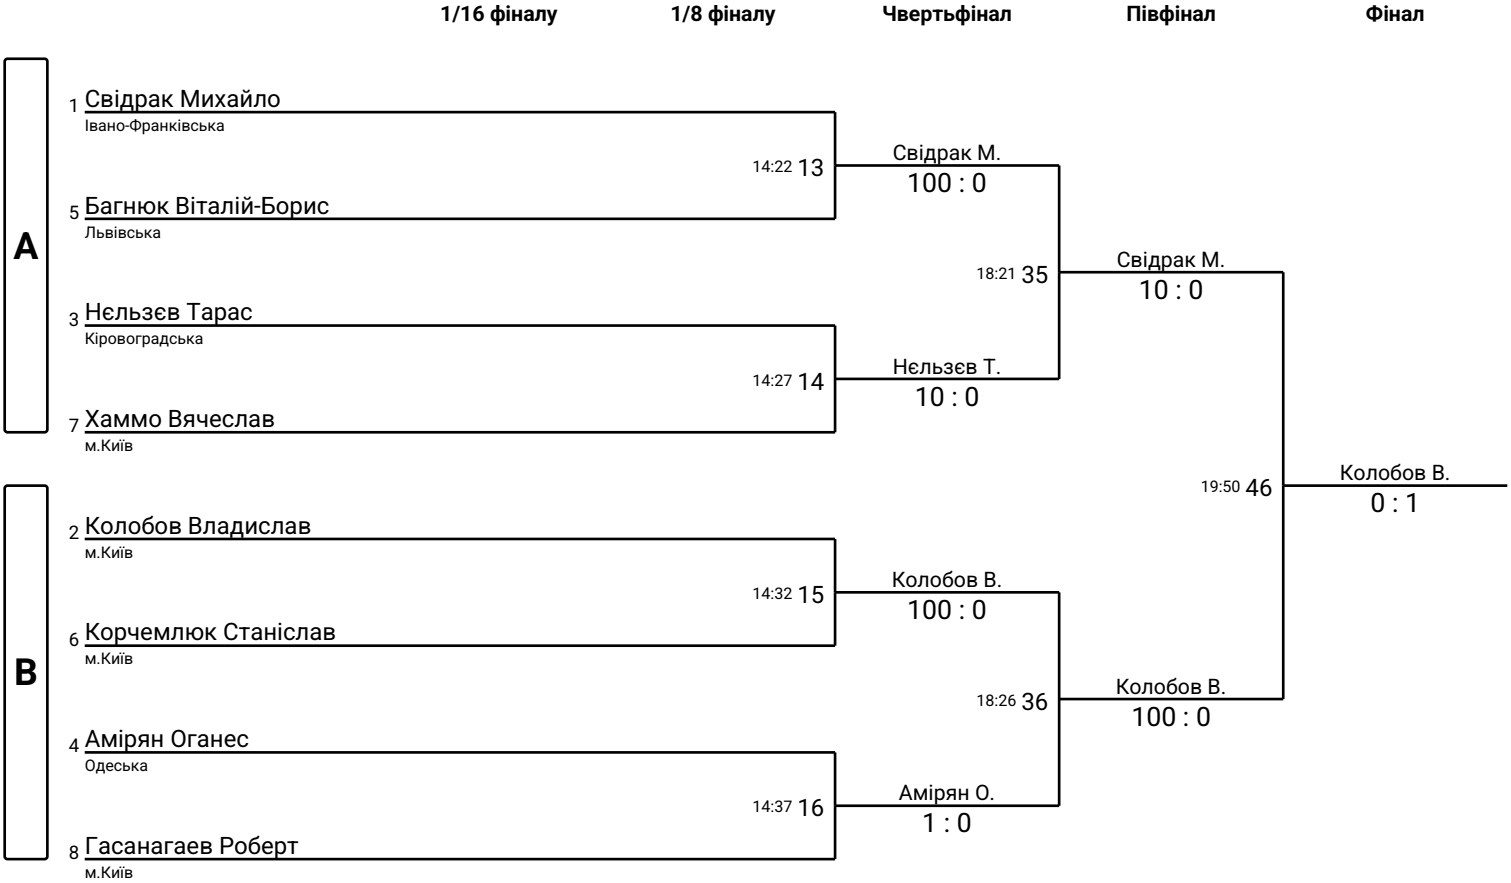 1/16 фіналу 1/8 фіналу Чвертьфінал Півфінал Фінал
A
1 Свідрак Михайло
Івано-Франківська
14:22 13
Свідрак М.
100 : 0
5 Багнюк Віталій-Борис
Львівська
18:21 35
Свідрак М.
10 : 0
3 Нєльзєв Тарас
Кіровоградська
14:27 14
Нєльзєв Т.
10 : 0
7 Хаммо Вячеслав
м.Київ
19:50 46
Колобов В.
0 : 1
B
2 Колобов Владислав
м.Київ
14:32 15
Колобов В.
100 : 0
6 Корчемлюк Станіслав
м.Київ
18:26 36
Колобов В.
100 : 0
4 Амірян Оганес
Одеська
14:37 16
Амірян О.
1 : 0
8 Гасанагаев Роберт
м.Київ